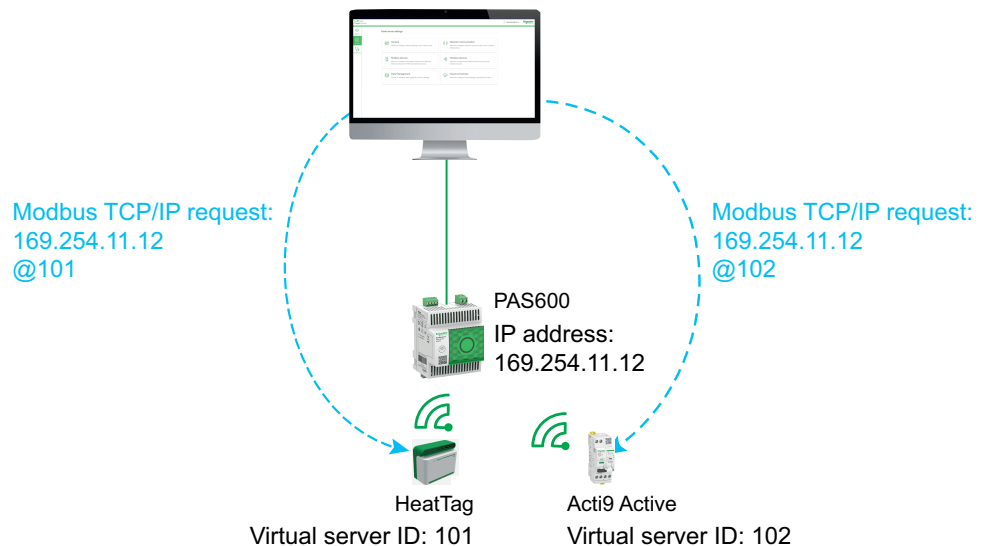 Modbus TCP/IP request:
169.254.11.12
@101
Modbus TCP/IP request:
169.254.11.12
@102
PAS600
IP address:
169.254.11.12
HeatTag
Virtual server ID: 101
Acti9 Active
Virtual server ID: 102